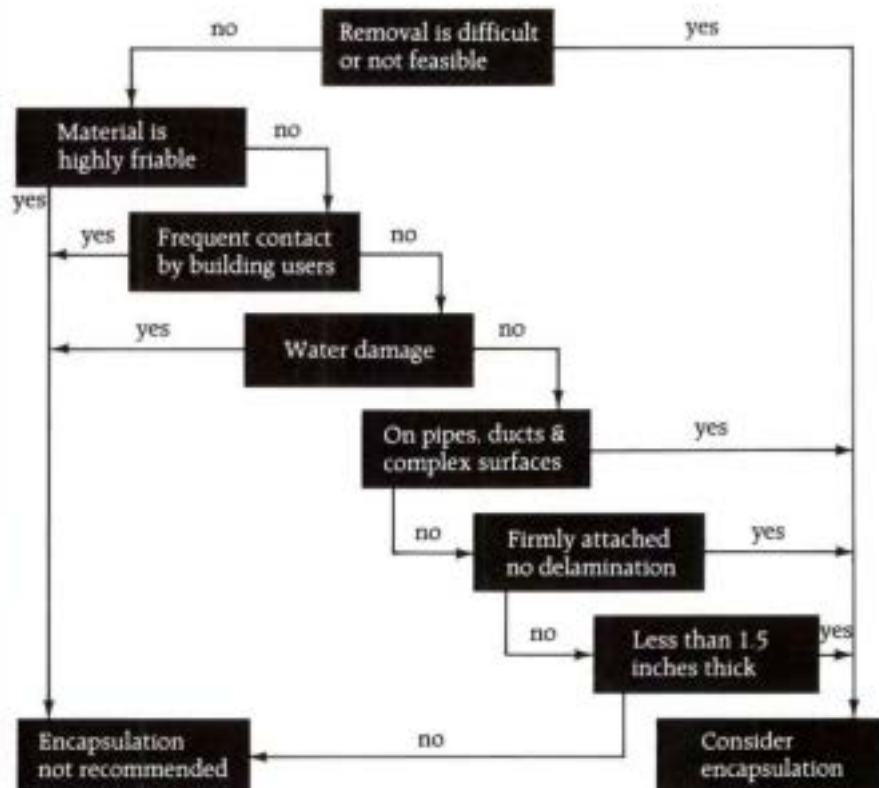 no
Removal is difficult
or not feasible
yes
Material is
highly friable
no
yes
yes
Frequent contact
by building users
no
yes
Water damage
no
On pipes, ducts &
complex surfaces
yes
no
Firmly attached
no delamination
yes
no
Less than 1.5
inches thick
yes
Encapsulation
not recommended
no
Consider
encapsulation